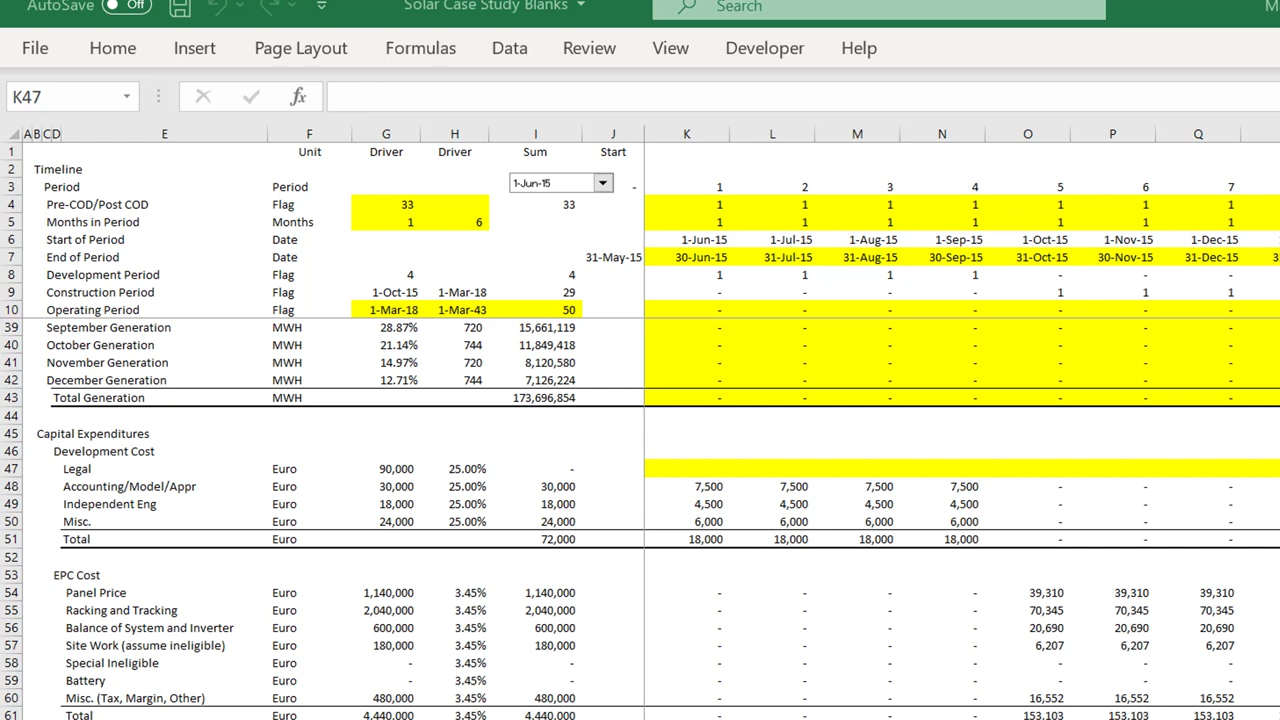 AutoSave Off Solar Case Study Blanks Search
File Home Insert Page Layout Formulas Data Review View Developer Help
K47 fx
A B C D E F G H I J K L M N O P Q
1 Unit Driver Driver Sum Start
2 Timeline
3 Period Period 1-Jun-15 - 1 2 3 4 5 6 7
4 Pre-COD/Post COD Flag 33 33 1 1 1 1 1 1 1
5 Months in Period Months 1 6 1 1 1 1 1 1 1
6 Start of Period Date 1-Jun-15 1-Jul-15 1-Aug-15 1-Sep-15 1-Oct-15 1-Nov-15 1-Dec-15
7 End of Period Date 31-May-15 30-Jun-15 31-Jul-15 31-Aug-15 30-Sep-15 31-Oct-15 30-Nov-15 31-Dec-15
8 Development Period Flag 4 4 1 1 1 1 - - -
9 Construction Period Flag 1-Oct-15 1-Mar-18 29 - - - - 1 1 1
10 Operating Period Flag 1-Mar-18 1-Mar-43 50 - - - - - - -
39 September Generation MWH 28.87% 720 15,661,119 - - - - - - -
40 October Generation MWH 21.14% 744 11,849,418 - - - - - - -
41 November Generation MWH 14.97% 720 8,120,580 - - - - - - -
42 December Generation MWH 12.71% 744 7,126,224 - - - - - - -
43 Total Generation MWH 173,696,854 - - - - - - -
44
45 Capital Expenditures
46 Development Cost
47 Legal Euro 90,000 25.00% -
48 Accounting/Model/Appr Euro 30,000 25.00% 30,000 7,500 7,500 7,500 7,500 - - -
49 Independent Eng Euro 18,000 25.00% 18,000 4,500 4,500 4,500 4,500 - - -
50 Misc. Euro 24,000 25.00% 24,000 6,000 6,000 6,000 6,000 - - -
51 Total Euro 72,000 18,000 18,000 18,000 18,000 - - -
52
53 EPC Cost
54 Panel Price Euro 1,140,000 3.45% 1,140,000 - - - - 39,310 39,310 39,310
55 Racking and Tracking Euro 2,040,000 3.45% 2,040,000 - - - - 70,345 70,345 70,345
56 Balance of System and Inverter Euro 600,000 3.45% 600,000 - - - - 20,690 20,690 20,690
57 Site Work (assume ineligible) Euro 180,000 3.45% 180,000 - - - - 6,207 6,207 6,207
58 Special Ineligible Euro - 3.45% - - - - - - - -
59 Battery Euro - 3.45% - - - - - - - -
60 Misc. (Tax, Margin, Other) Euro 480,000 3.45% 480,000 - - - - 16,552 16,552 16,552
61 Total Euro 4,440,000 3.45% 4,440,000 - - - - 153,103 153,103 153,103